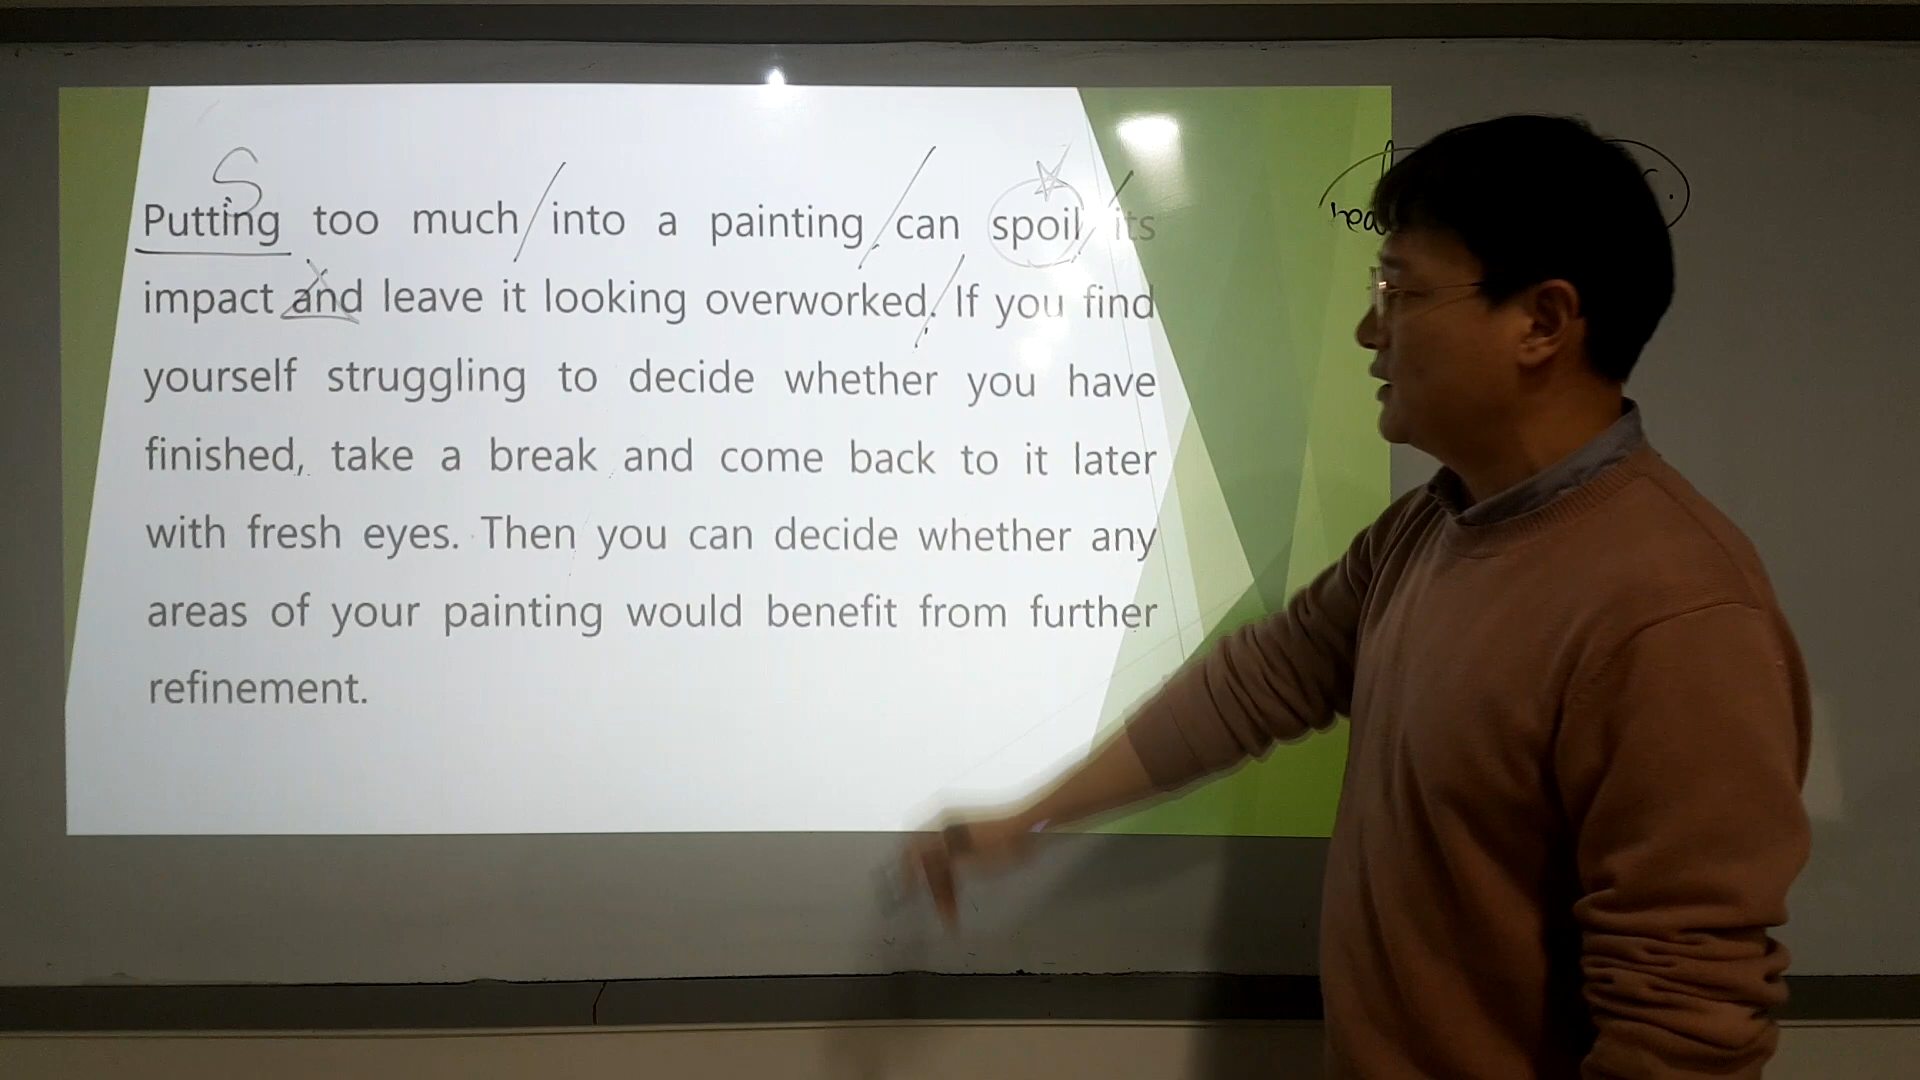 S
Putting too much into a painting can spoil its
impact and leave it looking overworked. If you find
yourself struggling to decide whether you have
finished, take a break and come back to it later
with fresh eyes. Then you can decide whether any
areas of your painting would benefit from further
refinement.